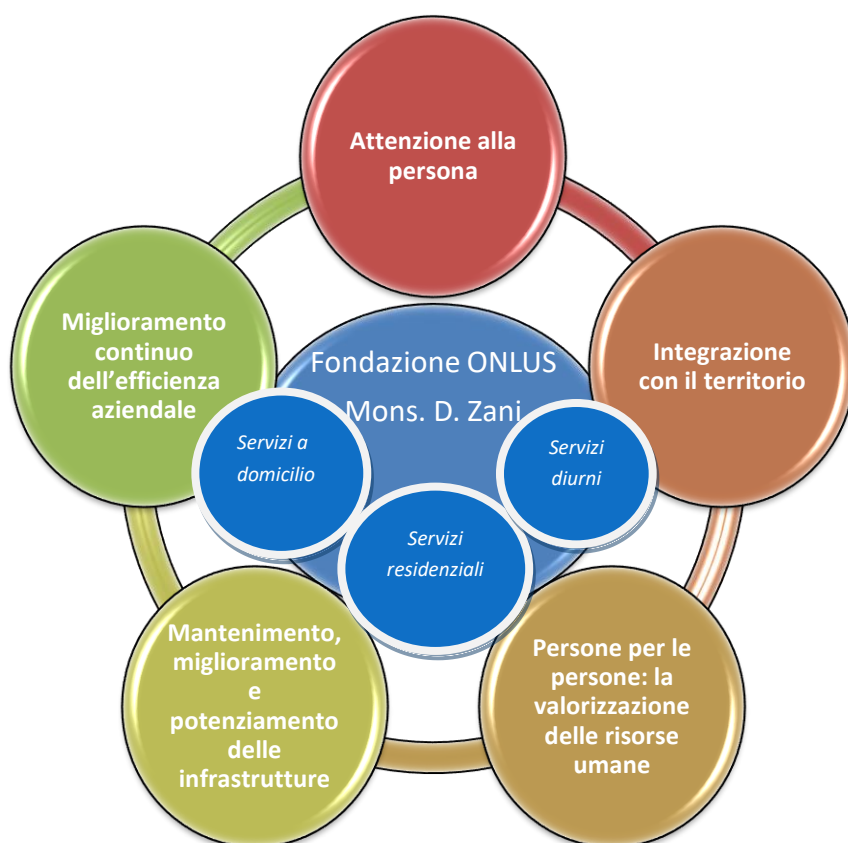 Attenzione alla
persona
Integrazione
con il territorio
Persone per le
persone: la
valorizzazione
delle risorse
umane
Mantenimento,
miglioramento
e
potenziamento
delle
infrastrutture
Miglioramento
continuo
dell’efficienza
aziendale
Fondazione ONLUS
Mons. D. Zani
Servizi a
domicilio
Servizi
residenziali
Servizi
diurni